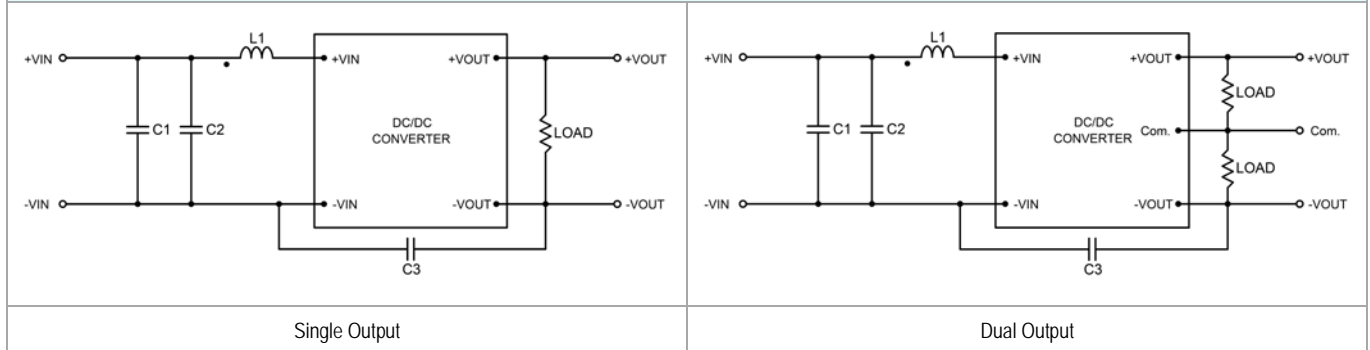 L1
+VIN
+VIN
+VOUT
+VOUT
C1
C2
DC/DC
CONVERTER
LOAD
-VIN
-VIN
-VOUT
-VOUT
C3
Single Output
L1
+VIN
+VIN
+VOUT
+VOUT
LOAD
C1
C2
DC/DC
CONVERTER
Com.
Com.
LOAD
-VIN
-VIN
-VOUT
-VOUT
C3
Dual Output